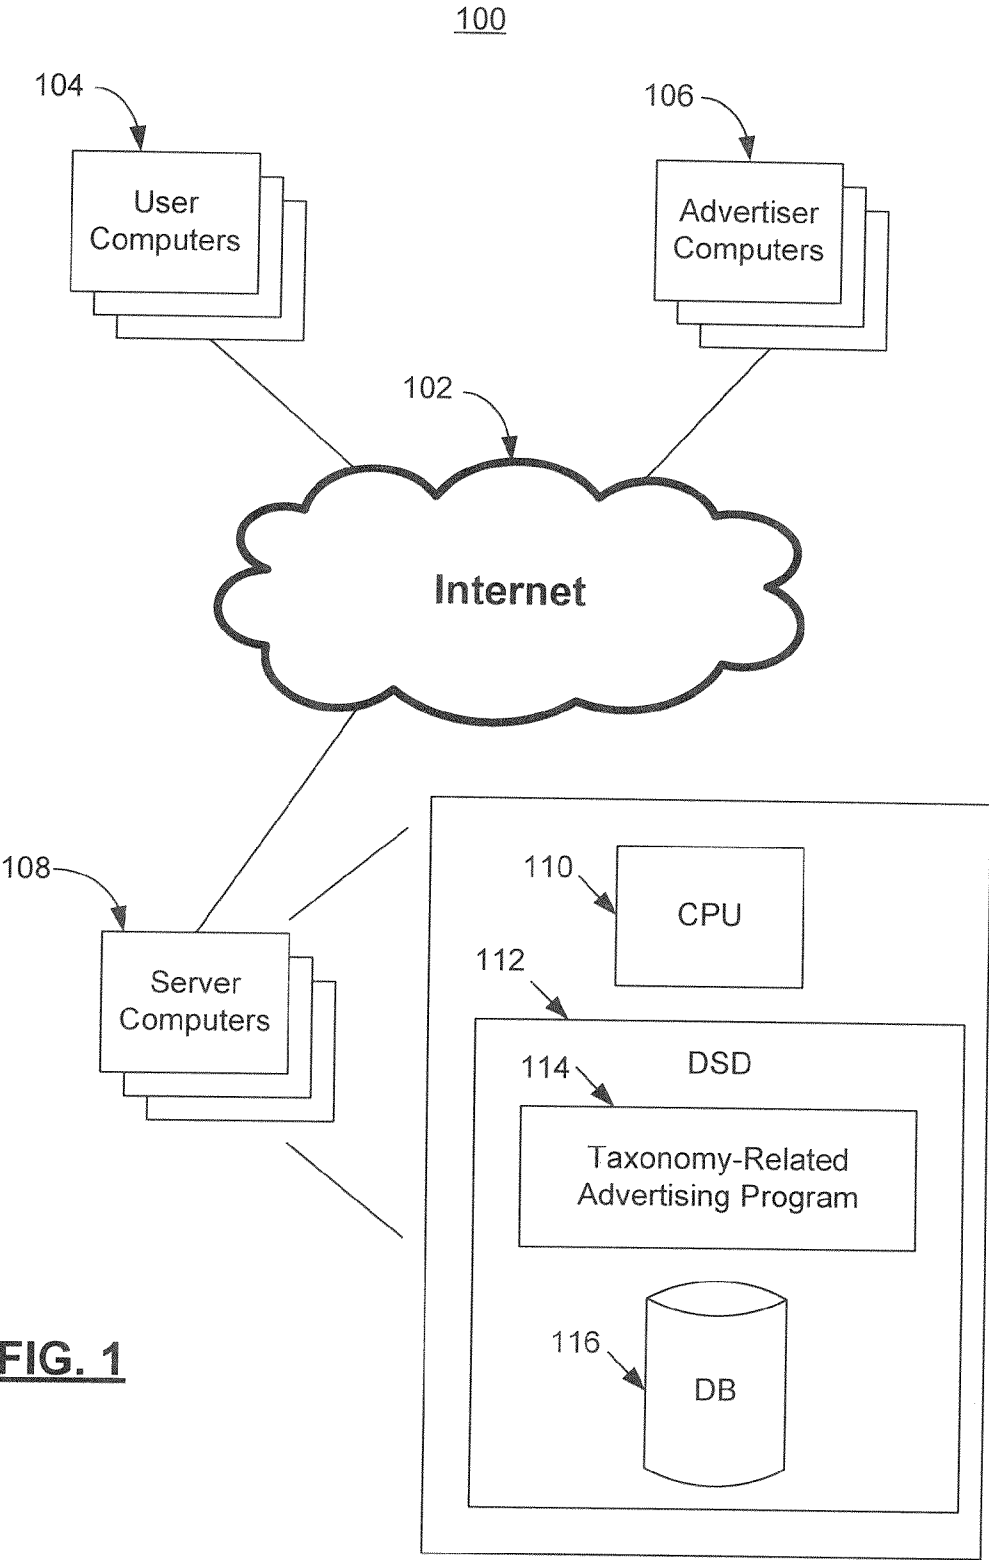 100
104
106
User
Computers
Advertiser
Computers
102
Internet
108
Server
Computers
110
CPU
112
DSD
114
Taxonomy-Related
Advertising Program
116
DB
FIG. 1